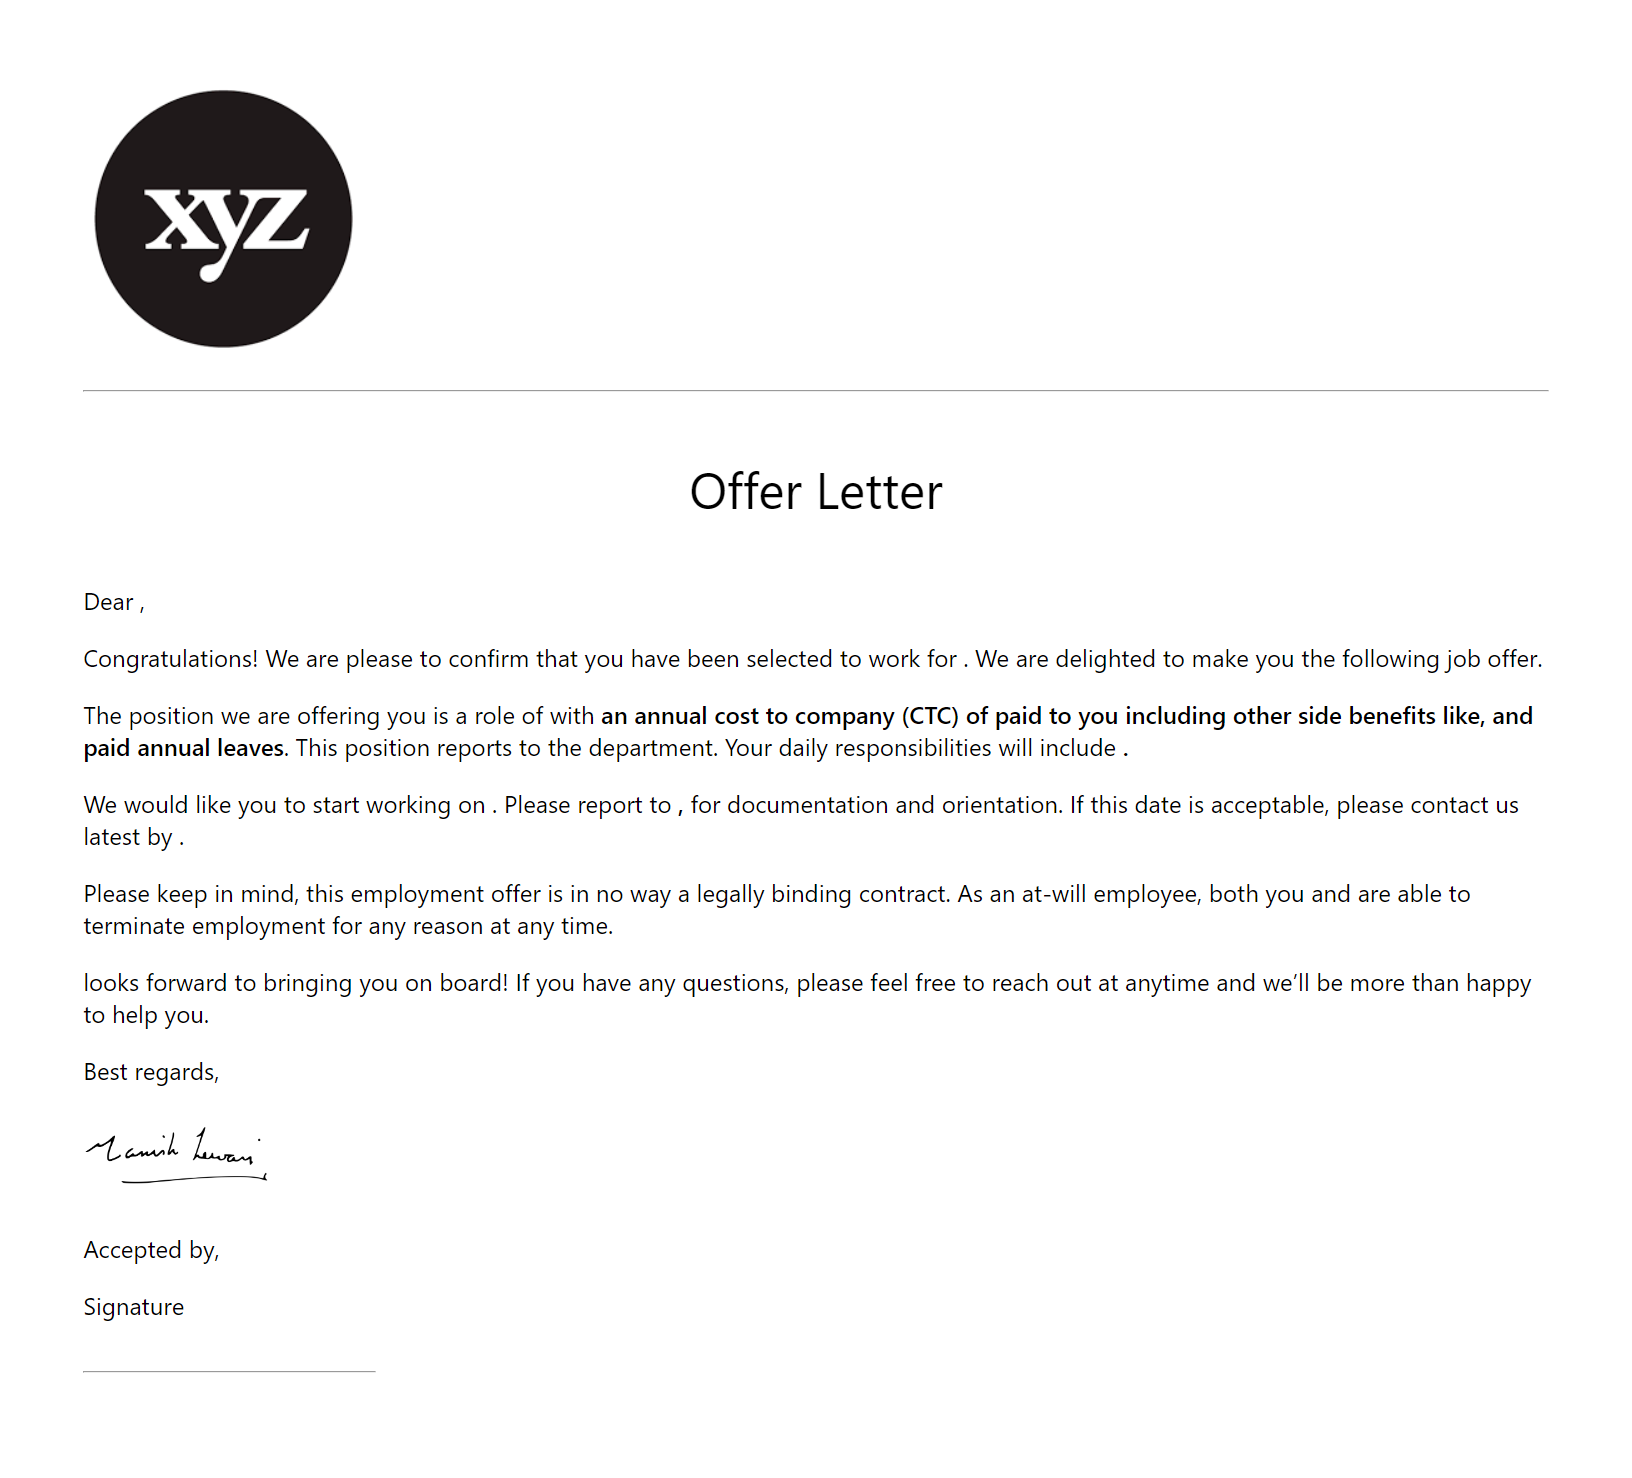 xyz
Offer Letter
Dear ,
Congratulations! We are please to confirm that you have been selected to work for . We are delighted to make you the following job offer.
The position we are offering you is a role of with an annual cost to company (CTC) of paid to you including other side benefits like, and
paid annual leaves. This position reports to the department. Your daily responsibilities will include .
We would like you to start working on . Please report to , for documentation and orientation. If this date is acceptable, please contact us
latest by .
Please keep in mind, this employment offer is in no way a legally binding contract. As an at-will employee, both you and are able to
terminate employment for any reason at any time.
looks forward to bringing you on board! If you have any questions, please feel free to reach out at anytime and we’ll be more than happy
to help you.
Best regards,
Manish Tewari
Accepted by,
Signature